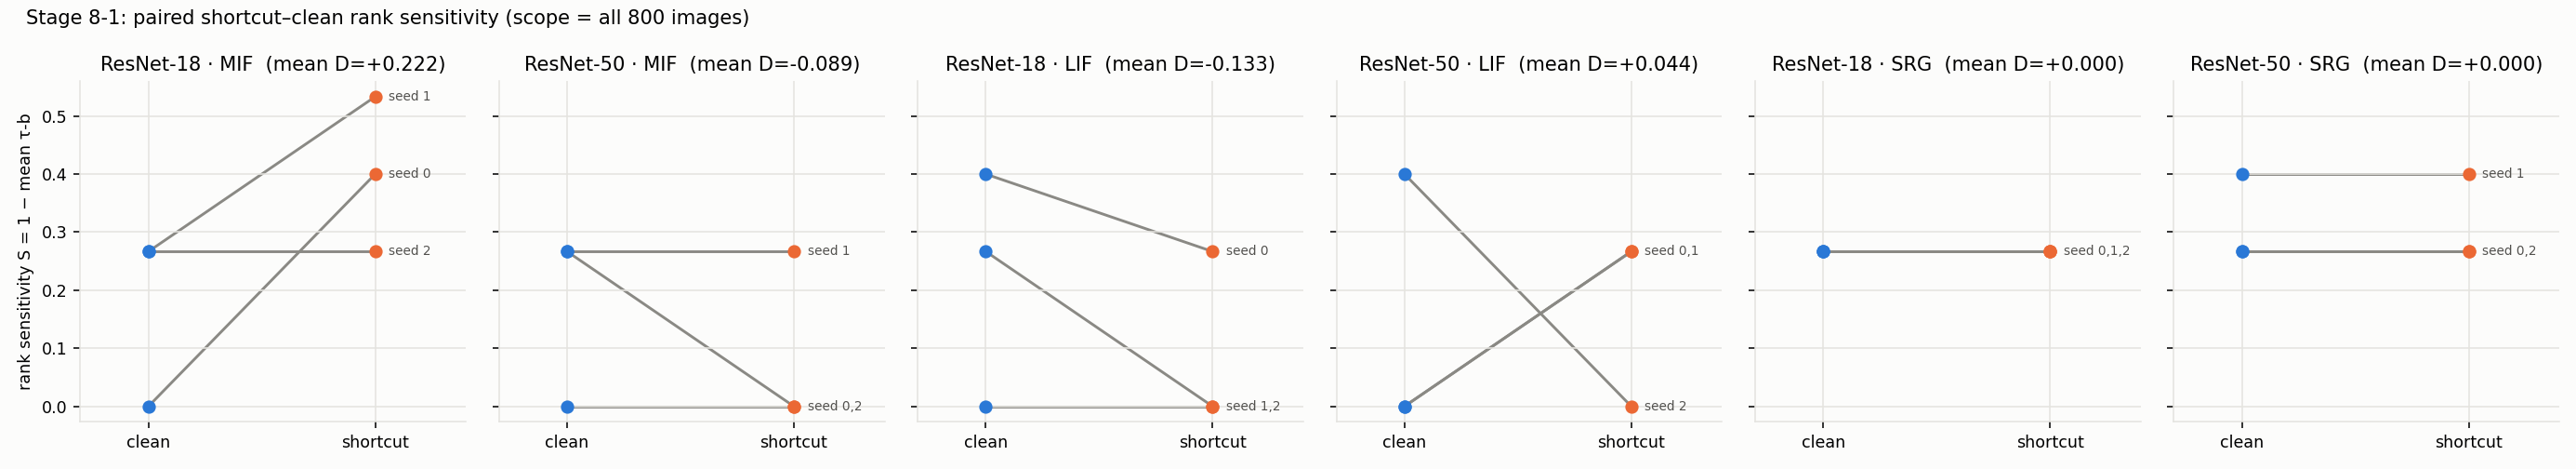 Stage 8-1: paired shortcut–clean rank sensitivity (scope = all 800 images)
rank sensitivity S = 1 − mean τ-b
ResNet-18 · MIF (mean D=+0.222)
0.5
0.4
0.3
0.2
0.1
0.0
seed 1
seed 0
seed 2
clean
shortcut
ResNet-50 · MIF (mean D=-0.089)
seed 1
seed 0,2
clean
shortcut
ResNet-18 · LIF (mean D=-0.133)
seed 0
seed 1,2
clean
shortcut
ResNet-50 · LIF (mean D=+0.044)
seed 0,1
seed 2
clean
shortcut
ResNet-18 · SRG (mean D=+0.000)
seed 0,1,2
clean
shortcut
ResNet-50 · SRG (mean D=+0.000)
seed 1
seed 0,2
clean
shortcut